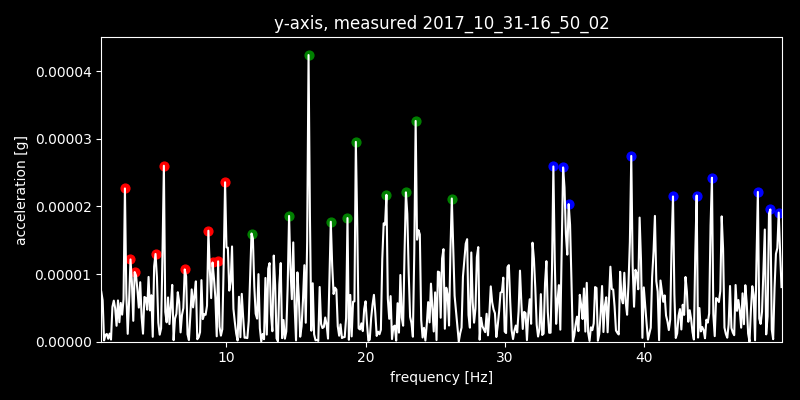 y-axis, measured 2017_10_31-16_50_02
acceleration [g]
0.00004
0.00003
0.00002
0.00001
0.00000
10 20 30 40
frequency [Hz]